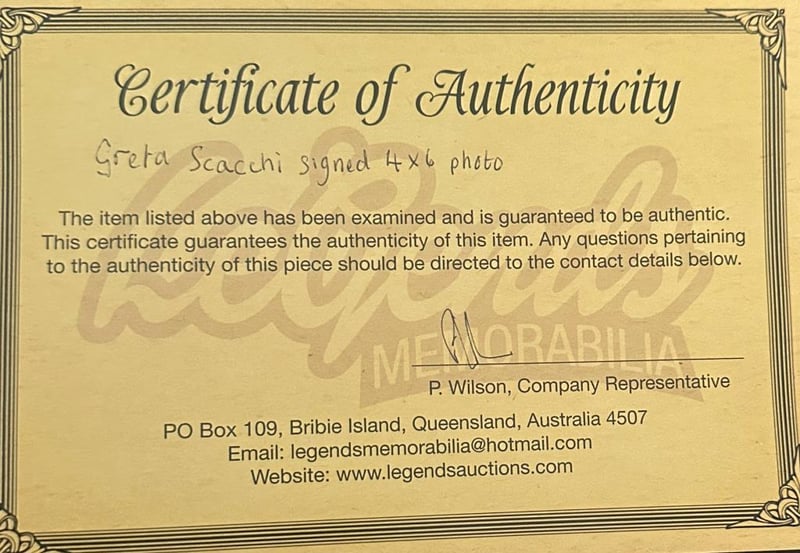 Certificate of Authenticity
Greta Scacchi signed 4x6 photo
The item listed above has been examined and is guaranteed to be authentic.
This certificate guarantees the authenticity of this item. Any questions pertaining
to the authenticity of this piece should be directed to the contact details below.
Legends
MEMORABILIA
P. Wilson, Company Representative
PO Box 109, Bribie Island, Queensland, Australia 4507
Email: legendsmemorabilia@hotmail.com
Website: www.legendsauctions.com